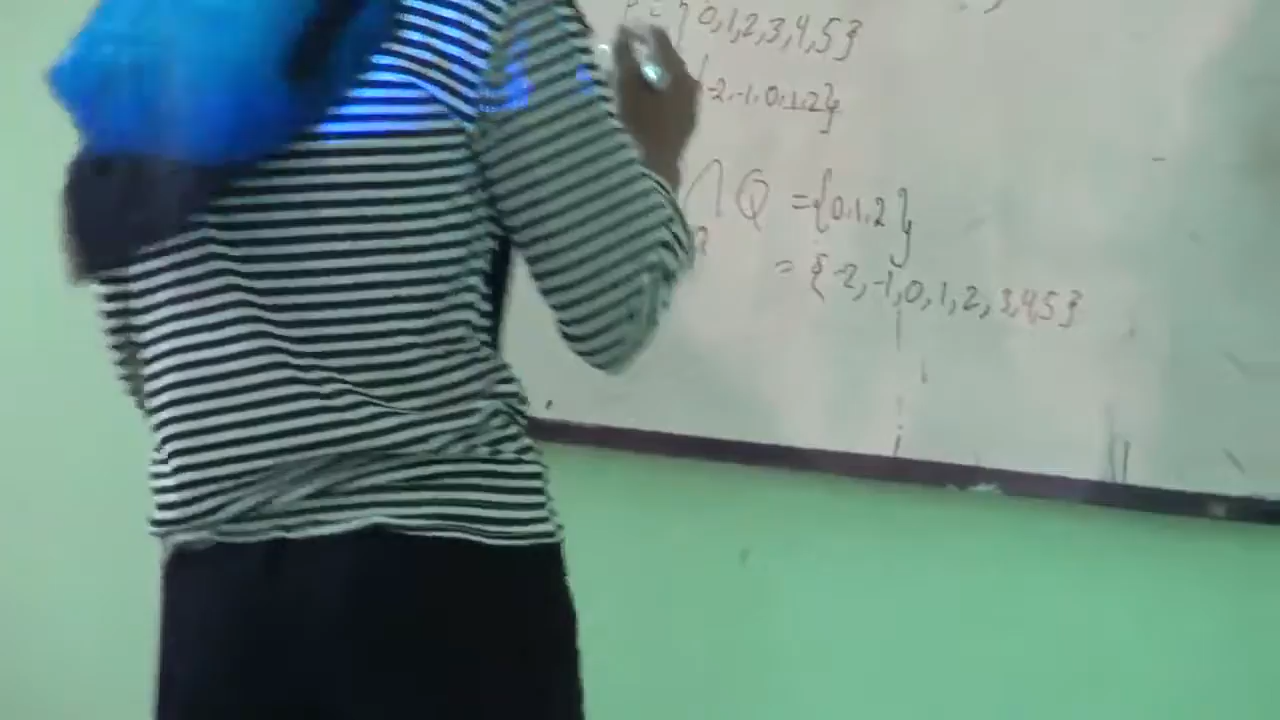 P = { 0,1,2,3,4,5}
-2,-1,0,1,2}
∩ Q = {0,1,2}
= { -2, -1, 0, 1, 2, 3,4,5}